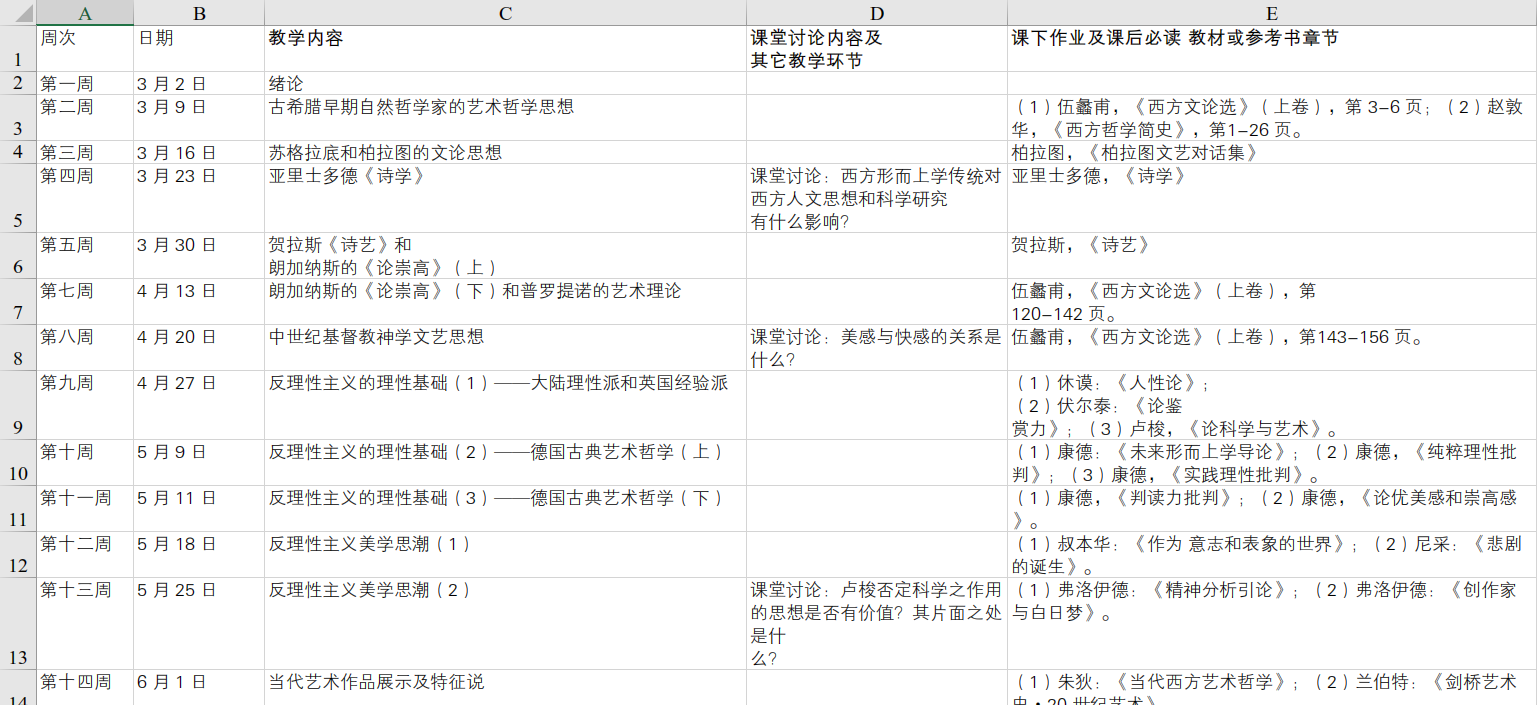 A B C D E
1 周次 日期 教学内容 课堂讨论内容及 课下作业及课后必读 教材或参考书章节
其它教学环节
2 第一周 3 月 2 日 绪论
3 第二周 3 月 9 日 古希腊早期自然哲学家的艺术哲学思想 （1）伍蠡甫，《西方文论选》（上卷），第 3-6 页；（2）赵敦
华，《西方哲学简史》，第1-26 页。
4 第三周 3 月 16 日 苏格拉底和柏拉图的文论思想 柏拉图，《柏拉图文艺对话集》
5 第四周 3 月 23 日 亚里士多德《诗学》 课堂讨论：西方形而上学传统对 亚里士多德，《诗学》
西方人文思想和科学研究
有什么影响？
6 第五周 3 月 30 日 贺拉斯《诗艺》和 贺拉斯，《诗艺》
朗加纳斯的《论崇高》（上）
7 第七周 4 月 13 日 朗加纳斯的《论崇高》（下）和普罗提诺的艺术理论 伍蠡甫，《西方文论选》（上卷），第
120-142 页。
8 第八周 4 月 20 日 中世纪基督教神学文艺思想 课堂讨论：美感与快感的关系是 伍蠡甫，《西方文论选》（上卷），第143-156 页。
什么？
9 第九周 4 月 27 日 反理性主义的理性基础（1）——大陆理性派和英国经验派 （1）休谟：《人性论》；
（2）伏尔泰：《论鉴
赏力》；（3）卢梭，《论科学与艺术》。
10 第十周 5 月 9 日 反理性主义的理性基础（2）——德国古典艺术哲学（上） （1）康德：《未来形而上学导论》；（2）康德，《纯粹理性批
判》；（3）康德，《实践理性批判》。
11 第十一周 5 月 11 日 反理性主义的理性基础（3）——德国古典艺术哲学（下） （1）康德，《判读力批判》；（2）康德，《论优美感和崇高感
》。
12 第十二周 5 月 18 日 反理性主义美学思潮（1） （1）叔本华：《作为 意志和表象的世界》；（2）尼采：《悲剧
的诞生》。
13 第十三周 5 月 25 日 反理性主义美学思潮（2） 课堂讨论：卢梭否定科学之作用 （1）弗洛伊德：《精神分析引论》；（2）弗洛伊德：《创作家
的思想是否有价值？其片面之处 与白日梦》。
是什
么？
14 第十四周 6 月 1 日 当代艺术作品展示及特征说 （1）朱狄：《当代西方艺术哲学》；（2）兰伯特：《剑桥艺术
史·20 世纪艺术》